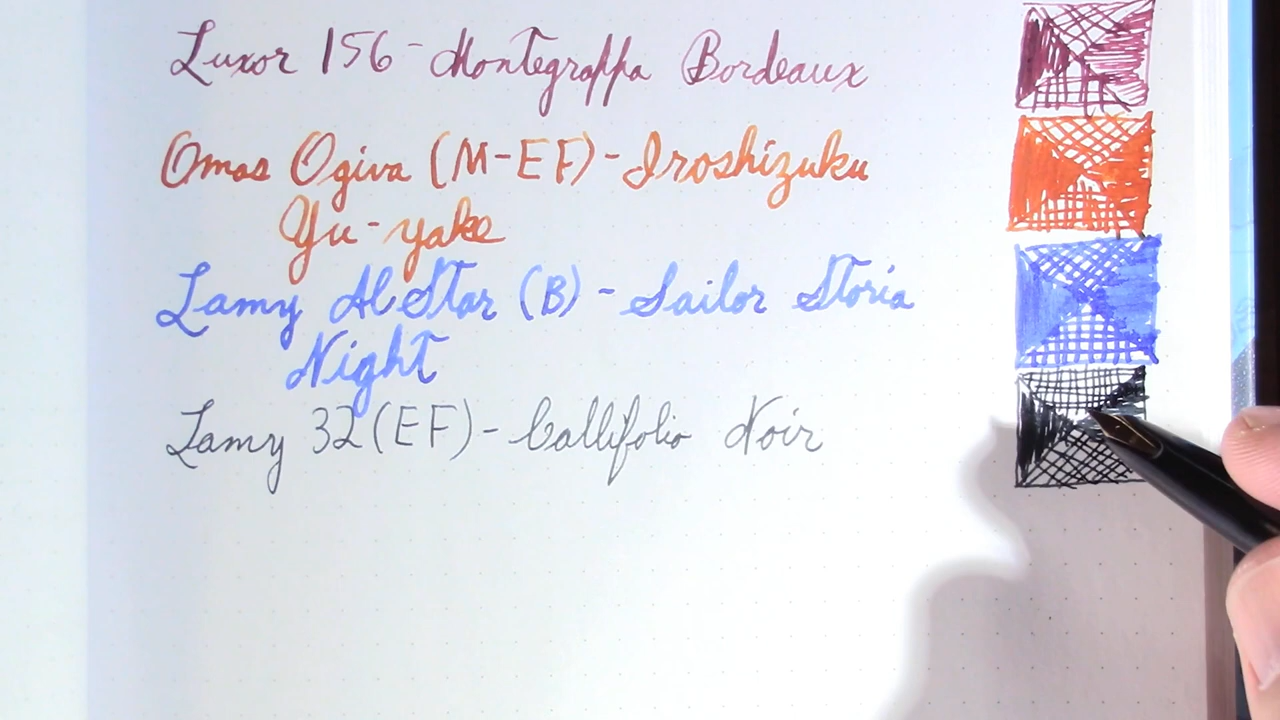 Luxor 156 - Montegrappa Bordeaux
Omas Ogiva (M-EF) - Iroshizuku
Yu-yake
Lamy Al Star (B) - Sailor Storia
Night
Lamy 32 (EF) - Callifolio Noir